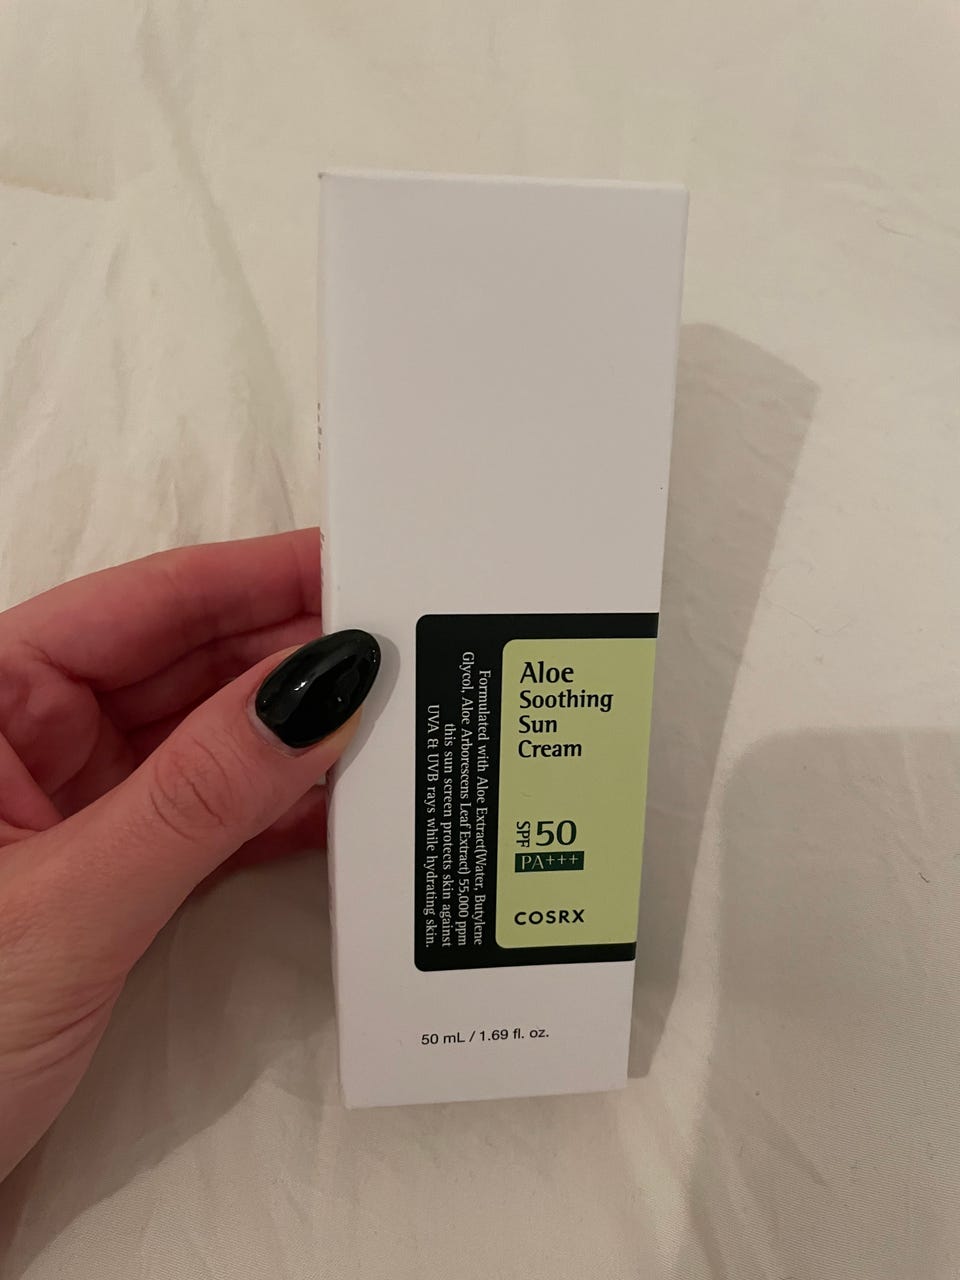 Aloe
Soothing
Sun
Cream
SPF 50
PA+++
COSRX
Formulated with Aloe Extract(Water, Butylene
Glycol, Aloe Arborescens Leaf Extract) 55,000 ppm
this sun screen protects skin against
UVA & UVB rays while hydrating skin.
50 mL / 1.69 fl. oz.